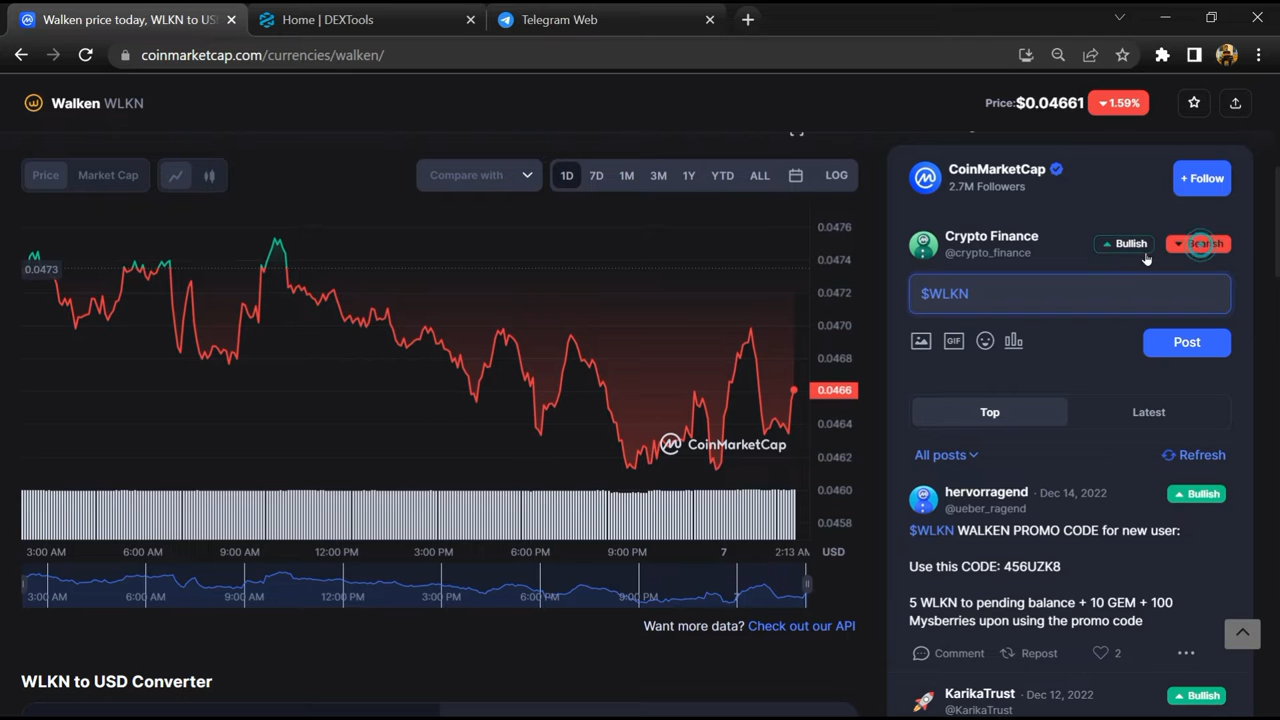 Walken price today, WLKN to US
Home | DEXTools
Telegram Web
coinmarketcap.com/currencies/walken/
Walken WLKN
Price: $0.04661
1.59%
Price
Market Cap
Compare with
1D
7D
1M
3M
1Y
YTD
ALL
LOG
0.0473
0.0476
0.0474
0.0472
0.0470
0.0468
0.0466
0.0464
0.0462
0.0460
0.0458
CoinMarketCap
3:00 AM
6:00 AM
9:00 AM
12:00 PM
3:00 PM
6:00 PM
9:00 PM
7
2:13 AM
USD
3:00 AM
6:00 AM
9:00 AM
12:00 PM
3:00 PM
6:00 PM
9:00 PM
7
Want more data? Check out our API
WLKN to USD Converter
CoinMarketCap
2.7M Followers
+ Follow
Crypto Finance
@crypto_finance
Bullish
Bearish
$WLKN
GIF
Post
Top
Latest
All posts
Refresh
hervorragend · Dec 14, 2022
@ueber_ragend
Bullish
$WLKN WALKEN PROMO CODE for new user:
Use this CODE: 456UZK8
5 WLKN to pending balance + 10 GEM + 100
Mysberries upon using the promo code
Comment
Repost
2
KarikaTrust · Dec 12, 2022
@KarikaTrust
Bullish